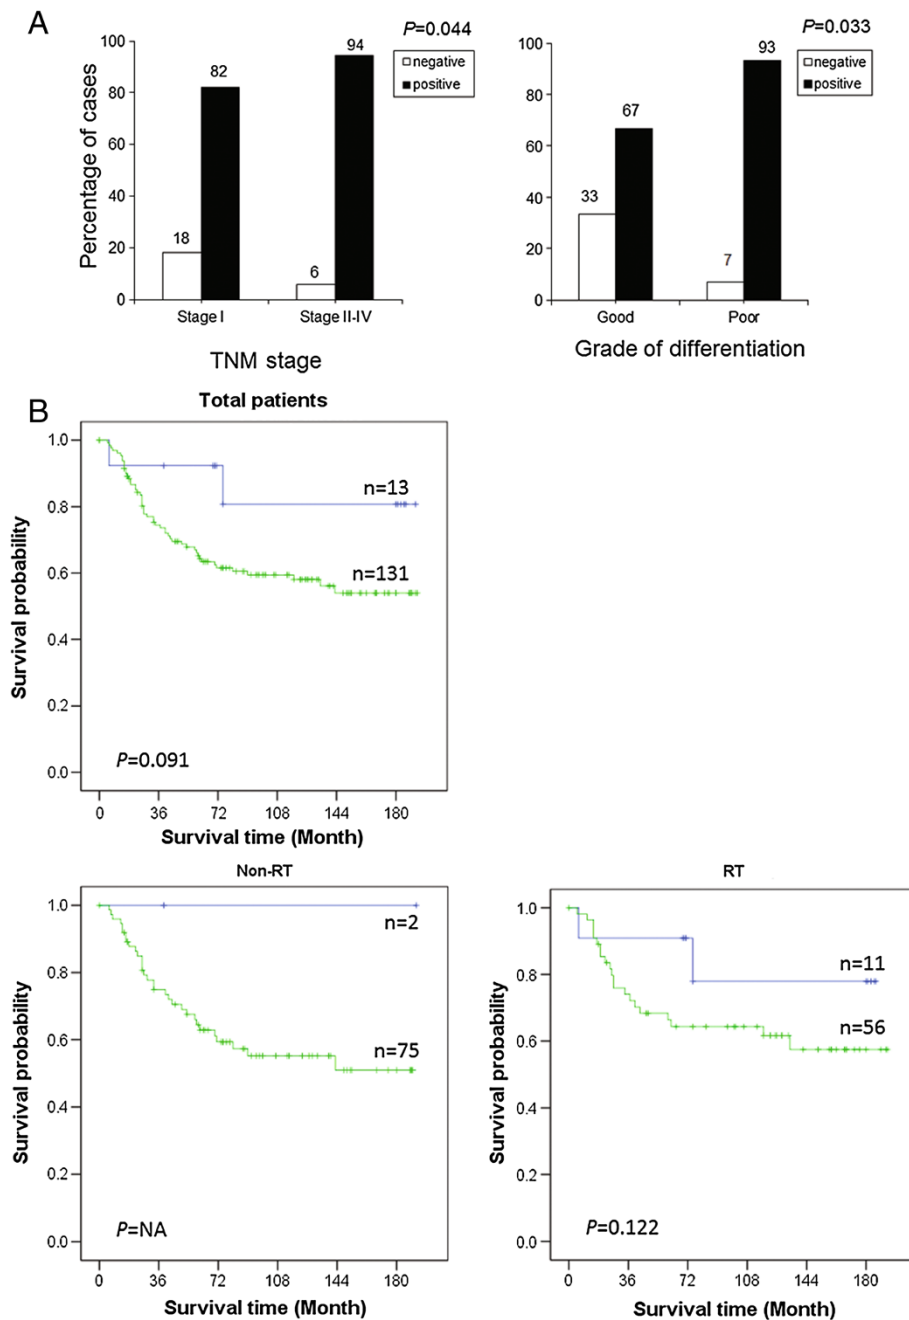 A
P=0.044
negative
positive
Percentage of cases
100
80
60
40
20
0
18
82
6
94
Stage I
Stage II-IV
TNM stage
P=0.033
negative
positive
100
80
60
40
20
0
33
67
7
93
Good
Poor
Grade of differentiation
B
Total patients
Survival probability
1.0
0.8
0.6
0.4
0.2
0.0
n=13
n=131
P=0.091
0 36 72 108 144 180
Survival time (Month)
Non-RT
Survival probability
1.0
0.8
0.6
0.4
0.2
0.0
n=2
n=75
P=NA
0 36 72 108 144 180
Survival time (Month)
RT
Survival probability
1.0
0.8
0.6
0.4
0.2
0.0
n=11
n=56
P=0.122
0 36 72 108 144 180
Survival time (Month)